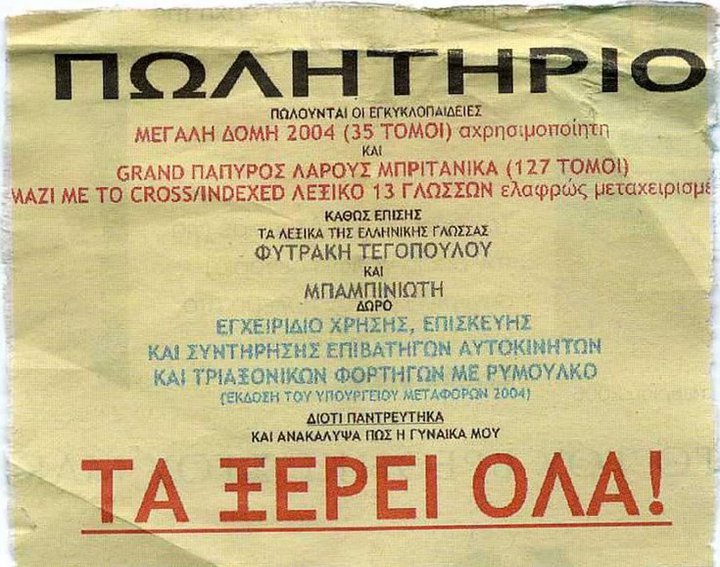 ΠΩΛΗΤΗΡΙΟ
ΠΩΛΟΥΝΤΑΙ ΟΙ ΕΓΚΥΚΛΟΠΑΙΔΕΙΕΣ
ΜΕΓΑΛΗ ΔΟΜΗ 2004 (35 ΤΟΜΟΙ) αχρησιμοποίητη
ΚΑΙ
GRAND ΠΑΠΥΡΟΣ ΛΑΡΟΥΣ ΜΠΡΙΤΑΝΙΚΑ (127 ΤΟΜΟΙ)
ΜΑΖΙ ΜΕ ΤΟ CROSS/INDEXED ΛΕΞΙΚΟ 13 ΓΛΩΣΣΩΝ ελαφρώς μεταχειρισμέ
ΚΑΘΩΣ ΕΠΙΣΗΣ
ΤΑ ΛΕΞΙΚΑ ΤΗΣ ΕΛΛΗΝΙΚΗΣ ΓΛΩΣΣΑΣ
ΦΥΤΡΑΚΗ ΤΕΓΟΠΟΥΛΟΥ
ΚΑΙ
ΜΠΑΜΠΙΝΙΩΤΗ
ΔΩΡΟ
ΕΓΧΕΙΡΙΔΙΟ ΧΡΗΣΗΣ, ΕΠΙΣΚΕΥΗΣ
ΚΑΙ ΣΥΝΤΗΡΗΣΗΣ ΕΠΙΒΑΤΗΓΩΝ ΑΥΤΟΚΙΝΗΤΩΝ
ΚΑΙ ΤΡΙΑΞΟΝΙΚΩΝ ΦΟΡΤΗΓΩΝ ΜΕ ΡΥΜΟΥΛΚΟ
(ΕΚΔΟΣΗ ΤΟΥ ΥΠΟΥΡΓΕΙΟΥ ΜΕΤΑΦΟΡΩΝ 2004)
ΔΙΟΤΙ ΠΑΝΤΡΕΥΤΗΚΑ
ΚΑΙ ΑΝΑΚΑΛΥΨΑ ΠΩΣ Η ΓΥΝΑΙΚΑ ΜΟΥ
ΤΑ ΞΕΡΕΙ ΟΛΑ!